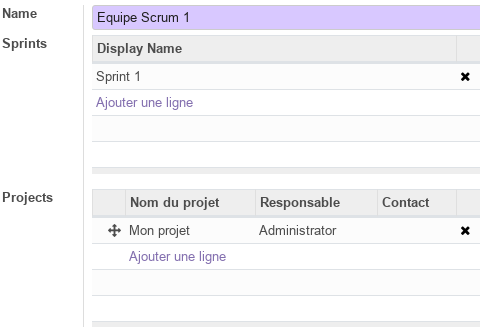 Name Equipe Scrum 1
Sprints
Display Name
Sprint 1
Ajouter une ligne
Projects
Nom du projet Responsable Contact
Mon projet Administrator
Ajouter une ligne